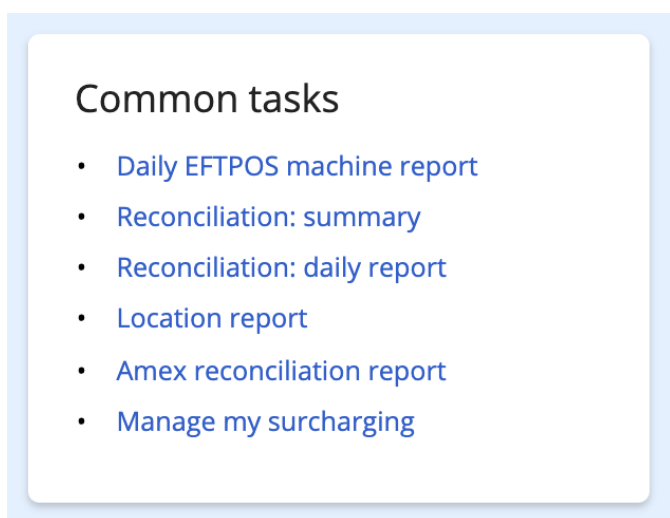 Common tasks
• Daily EFTPOS machine report
• Reconciliation: summary
• Reconciliation: daily report
• Location report
• Amex reconciliation report
• Manage my surcharging